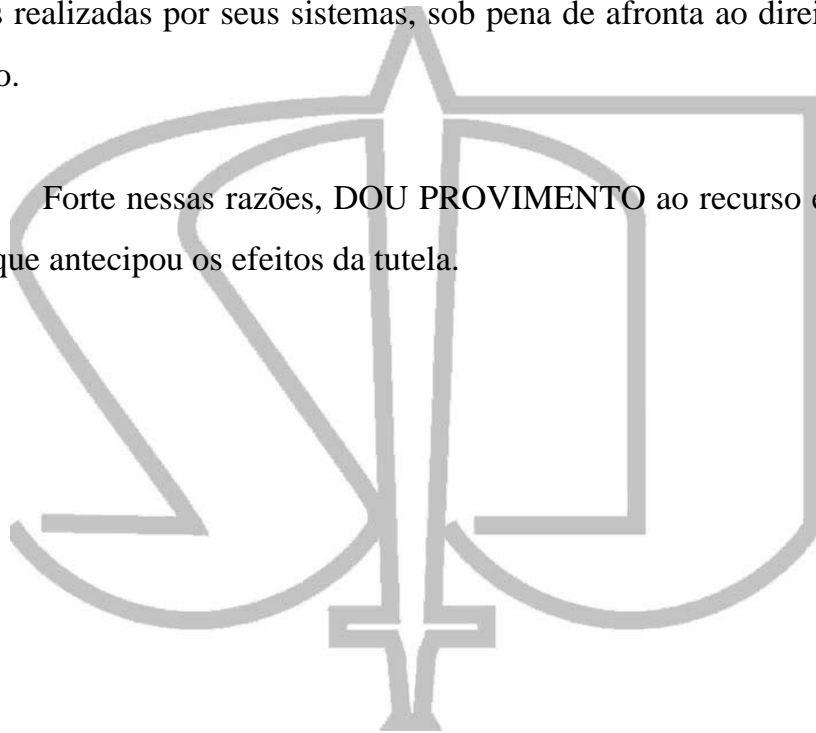 realizadas por seus sistemas, sob pena de afronta ao
o.
Forte nessas razões, DOU PROVIMENTO ao recurso
que antecipou os efeitos da tutela.